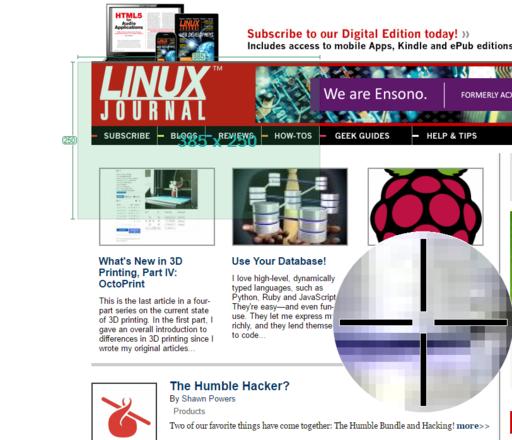 HTML5
Audio
Applications
LINUX
Subscribe to our Digital Edition today! »
Includes access to mobile Apps, Kindle and ePub editions
385
LINUX™
JOURNAL
We are Ensono.
FORMERLY AC
250
SUBSCRIBE BLOGS REVIEWS HOW-TOS GEEK GUIDES HELP & TIPS
385 x 250
What's New in 3D
Printing, Part IV:
OctoPrint
This is the last article in a four-
part series on the current state
of 3D printing. In the first part, I
gave an overall introduction to
differences in 3D printing since I
wrote my original articles...
Use Your Database!
I love high-level, dynamically
typed languages, such as
Python, Ruby and JavaScript
They're easy—and even fun—
use. They let me express m
richly, and they lend themse
to code...
The Humble Hacker?
By Shawn Powers
Products
Two of our favorite things have come together: The Humble Bundle and Hacking! more>>